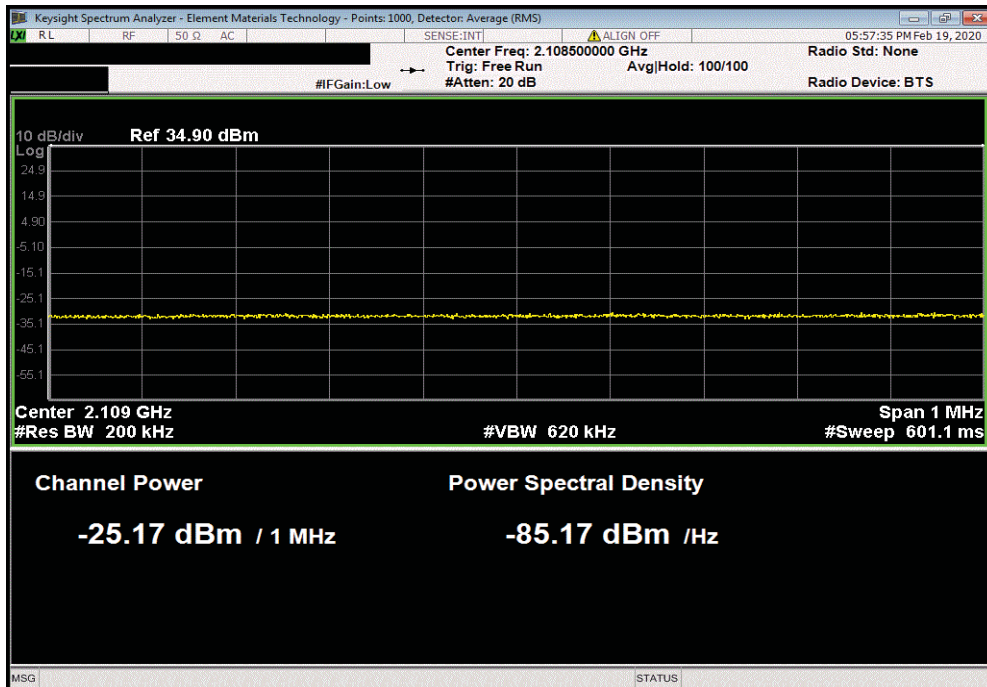 Keysight Spectrum Analyzer - Element Materials Technology - Points: 1000, Detector: Average (RMS)
LXI RL RF 50 Ω AC SENSE:INT ALIGN OFF 05:57:35 PM Feb 19, 2020
Center Freq: 2.108500000 GHz Radio Std: None
Trig: Free Run Avg|Hold: 100/100
#IFGain:Low #Atten: 20 dB Radio Device: BTS
10 dB/div Ref 34.90 dBm
Log
24.9
14.9
4.90
-5.10
-15.1
-25.1
-35.1
-45.1
-55.1
Center 2.109 GHz Span 1 MHz
#Res BW 200 kHz #VBW 620 kHz #Sweep 601.1 ms
Channel Power Power Spectral Density
-25.17 dBm / 1 MHz -85.17 dBm /Hz
MSG STATUS